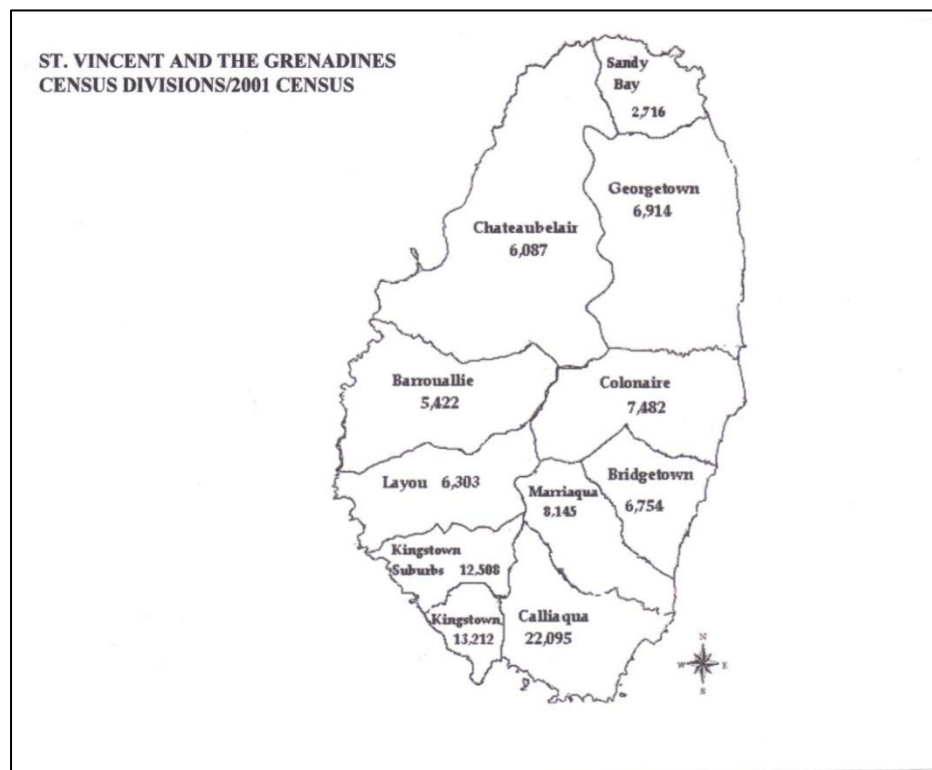 ST. VINCENT AND THE GRENADINES
CENSUS DIVISIONS/2001 CENSUS
Sandy
Bay
2,716
Georgetown
6,914
Chateaubelair
6,087
Barrouallie
5,422
Colonaire
7,482
Layou 6,303
Marriaqua
8,145
Bridgetown
6,754
Kingstown
Suburbs 12,508
Kingstown
13,212
Calliaqua
22,095
N
W E
S